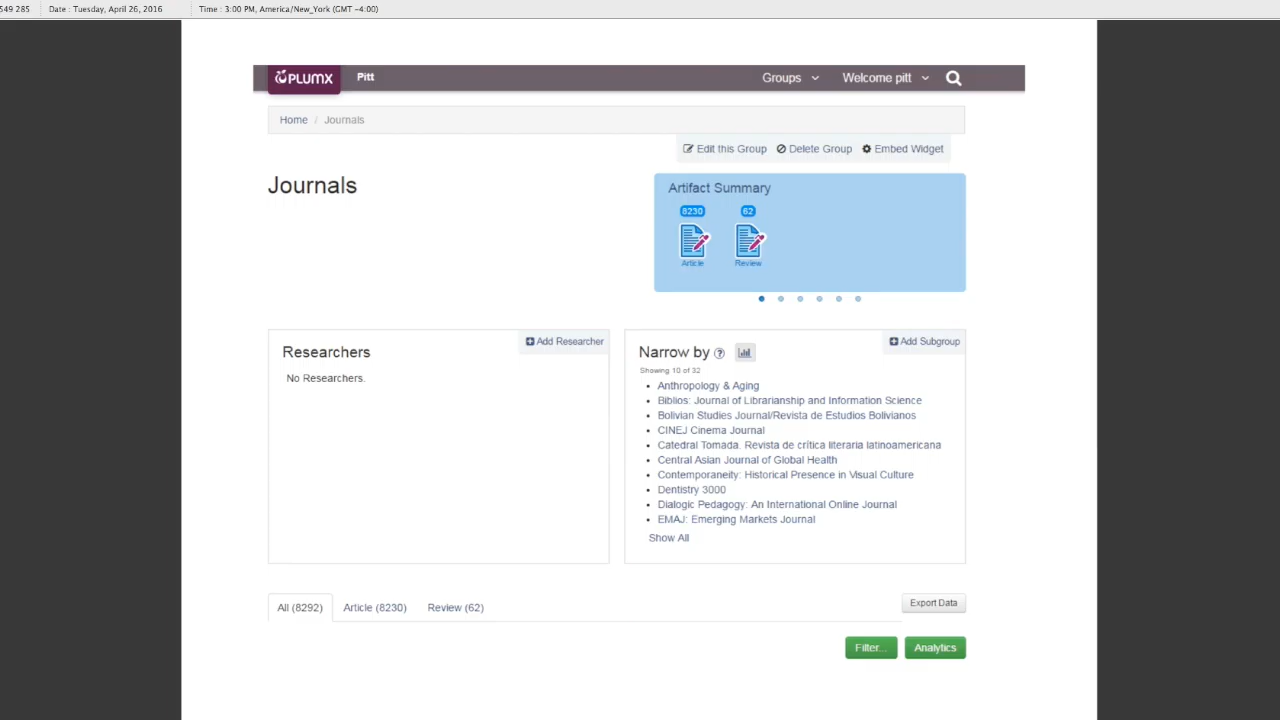 549 285 Date : Tuesday, April 26, 2016 Time : 3:00 PM, America/New_York (GMT -4:00)
PLUMX Pitt Groups Welcome pitt
Home / Journals
Edit this Group Delete Group Embed Widget
Journals
Artifact Summary
8230 62
Article Review
Researchers
Add Researcher
No Researchers.
Narrow by ?
Add Subgroup
Showing 10 of 32
Anthropology & Aging
Biblios: Journal of Librarianship and Information Science
Bolivian Studies Journal/Revista de Estudios Bolivianos
CINEJ Cinema Journal
Catedral Tomada. Revista de crítica literaria latinoamericana
Central Asian Journal of Global Health
Contemporaneity: Historical Presence in Visual Culture
Dentistry 3000
Dialogic Pedagogy: An International Online Journal
EMAJ: Emerging Markets Journal
Show All
All (8292) Article (8230) Review (62)
Export Data
Filter... Analytics